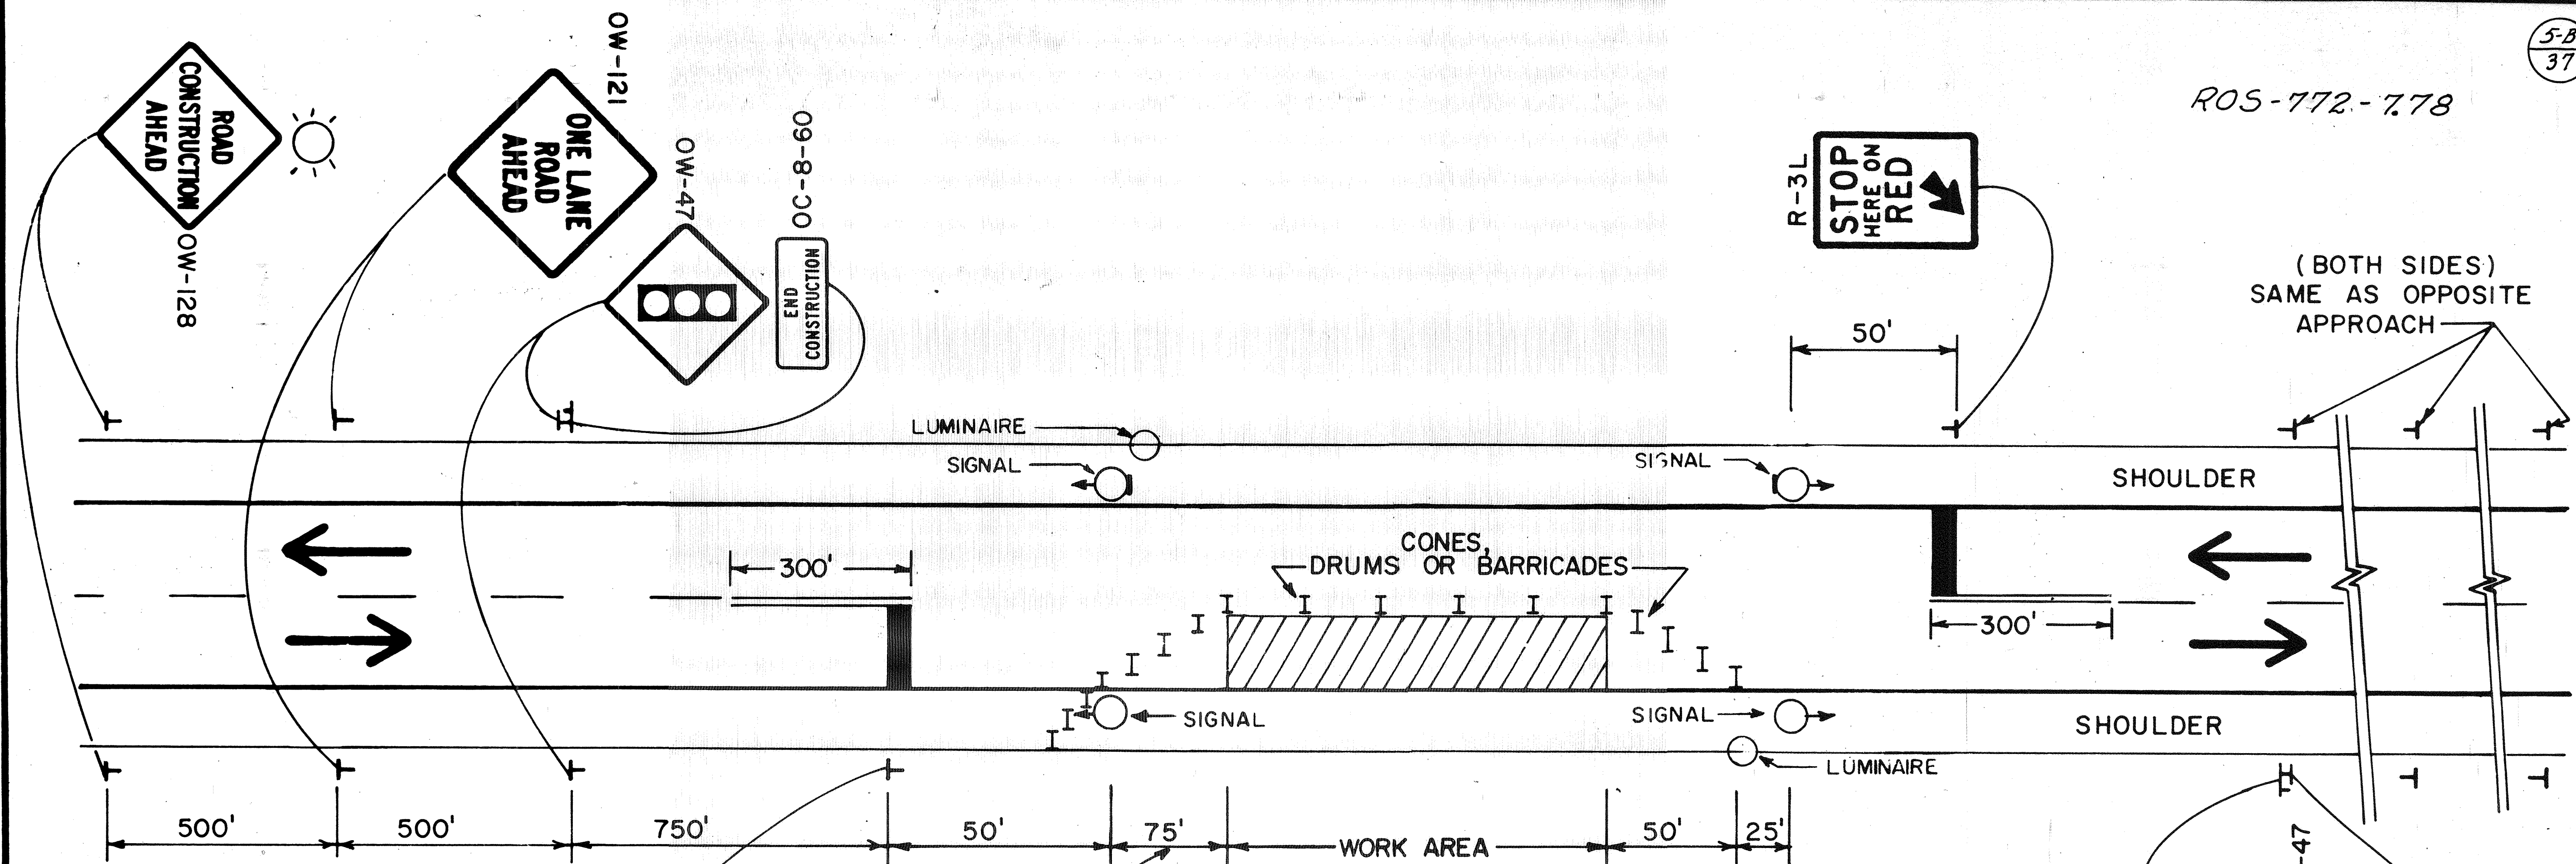 5-B
37
ROS-772-7.78
ROAD
CONSTRUCTION
AHEAD
OW-128
OW-121
ONE LANE
ROAD
AHEAD
OW-47
OC-8-60
END
CONSTRUCTION
R-3L
STOP
HERE ON
RED
(BOTH SIDES)
SAME AS OPPOSITE
APPROACH
50'
LUMINAIRE
SIGNAL
SIGNAL
SHOULDER
CONES,
DRUMS OR BARRICADES
300'
300'
SIGNAL
SIGNAL
SHOULDER
LUMINAIRE
500'
500'
750'
50'
75'
WORK AREA
50'
25'
-47